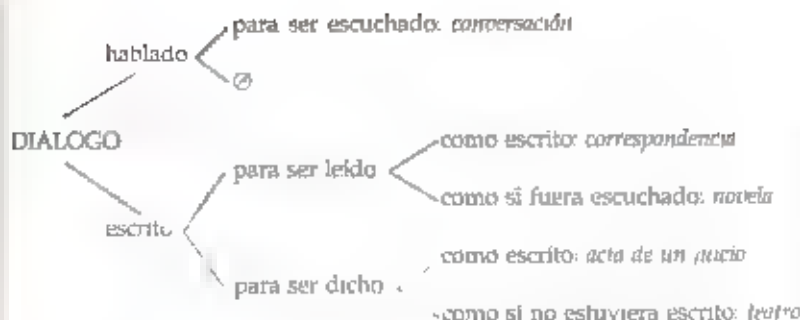 para ser escuchado: conversación
hablado
∅
DIALOGO
como escrito: correspondencia
para ser leído
como si fuera escuchado: novela
escrito
como escrito: acta de un juicio
para ser dicho
como si no estuviera escrito: teatro